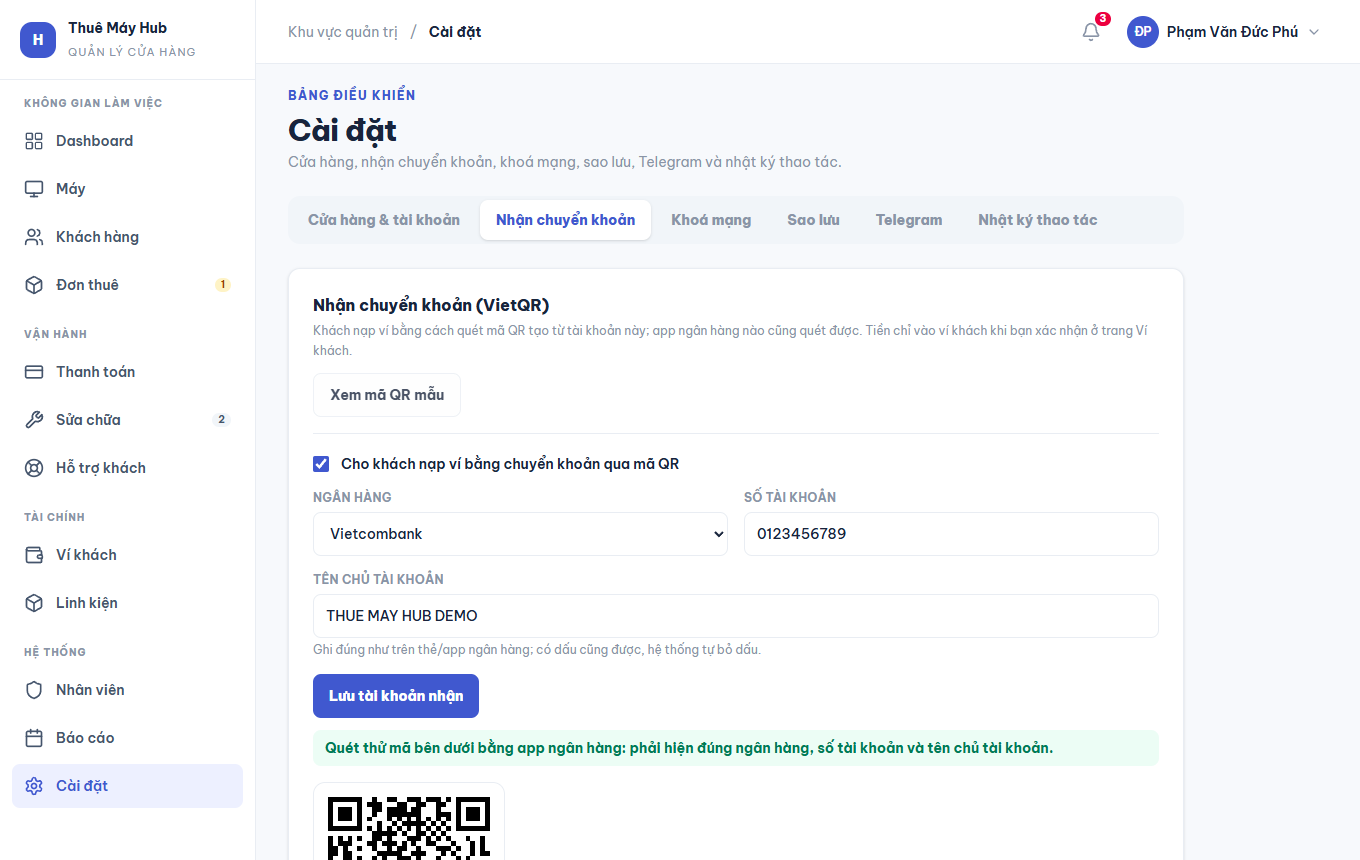 H
Thuê Máy Hub
QUẢN LÝ CỬA HÀNG
Khu vực quản trị / Cài đặt
3
ĐP
Phạm Văn Đức Phú
KHÔNG GIAN LÀM VIỆC
Dashboard
Máy
Khách hàng
Đơn thuê 1
VẬN HÀNH
Thanh toán
Sửa chữa 2
Hỗ trợ khách
TÀI CHÍNH
Ví khách
Linh kiện
HỆ THỐNG
Nhân viên
Báo cáo
Cài đặt
BẢNG ĐIỀU KHIỂN
Cài đặt
Cửa hàng, nhận chuyển khoản, khoá mạng, sao lưu, Telegram và nhật ký thao tác.
Cửa hàng & tài khoản Nhận chuyển khoản Khoá mạng Sao lưu Telegram Nhật ký thao tác
Nhận chuyển khoản (VietQR)
Khách nạp ví bằng cách quét mã QR tạo từ tài khoản này; app ngân hàng nào cũng quét được. Tiền chỉ vào ví khách khi bạn xác nhận ở trang Ví
khách.
Xem mã QR mẫu
Cho khách nạp ví bằng chuyển khoản qua mã QR
NGÂN HÀNG SỐ TÀI KHOẢN
Vietcombank 0123456789
TÊN CHỦ TÀI KHOẢN
THUE MAY HUB DEMO
Ghi đúng như trên thẻ/app ngân hàng; có dấu cũng được, hệ thống tự bỏ dấu.
Lưu tài khoản nhận
Quét thử mã bên dưới bằng app ngân hàng: phải hiện đúng ngân hàng, số tài khoản và tên chủ tài khoản.